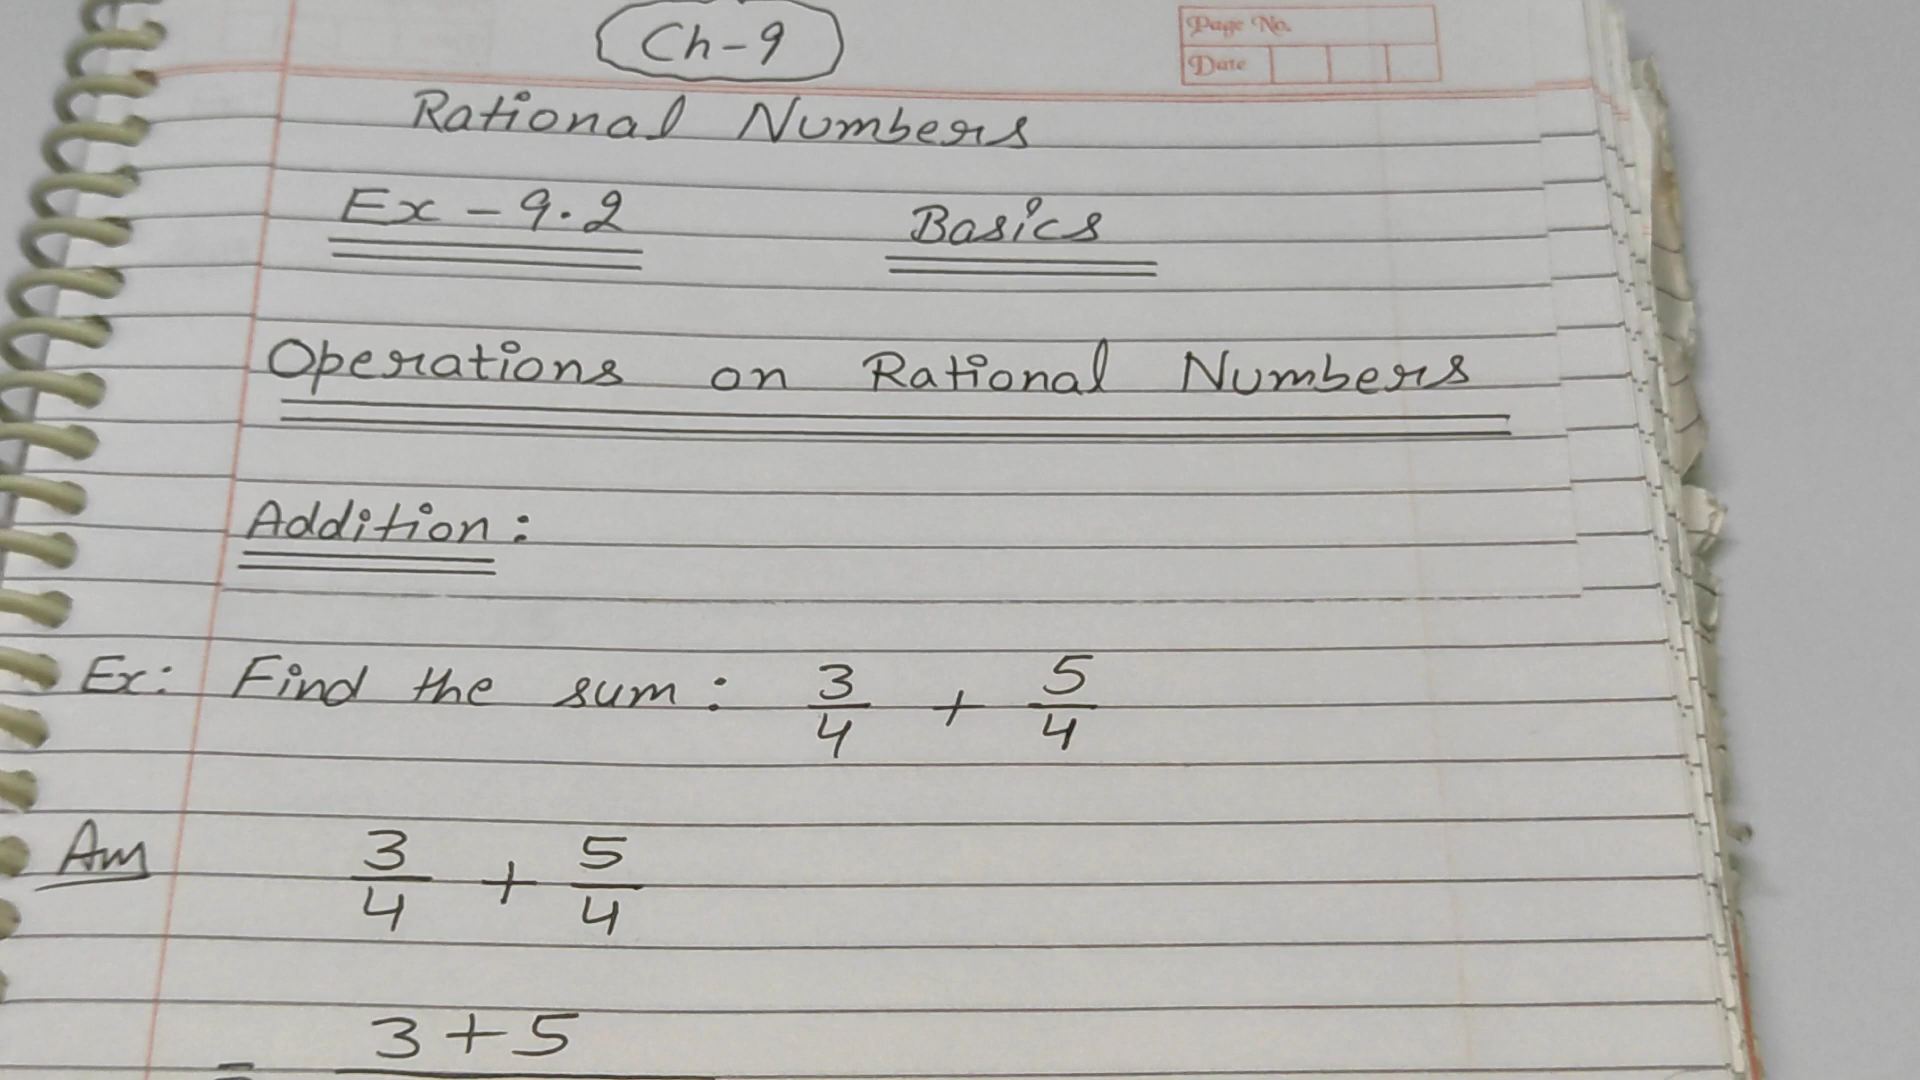 Ch-9
Page No.
Date
Rational Numbers
Ex - 9.2 Basics
Operations on Rational Numbers
Addition:
Ex: Find the sum: 3/4 + 5/4
Ans 3/4 + 5/4
= 3+5